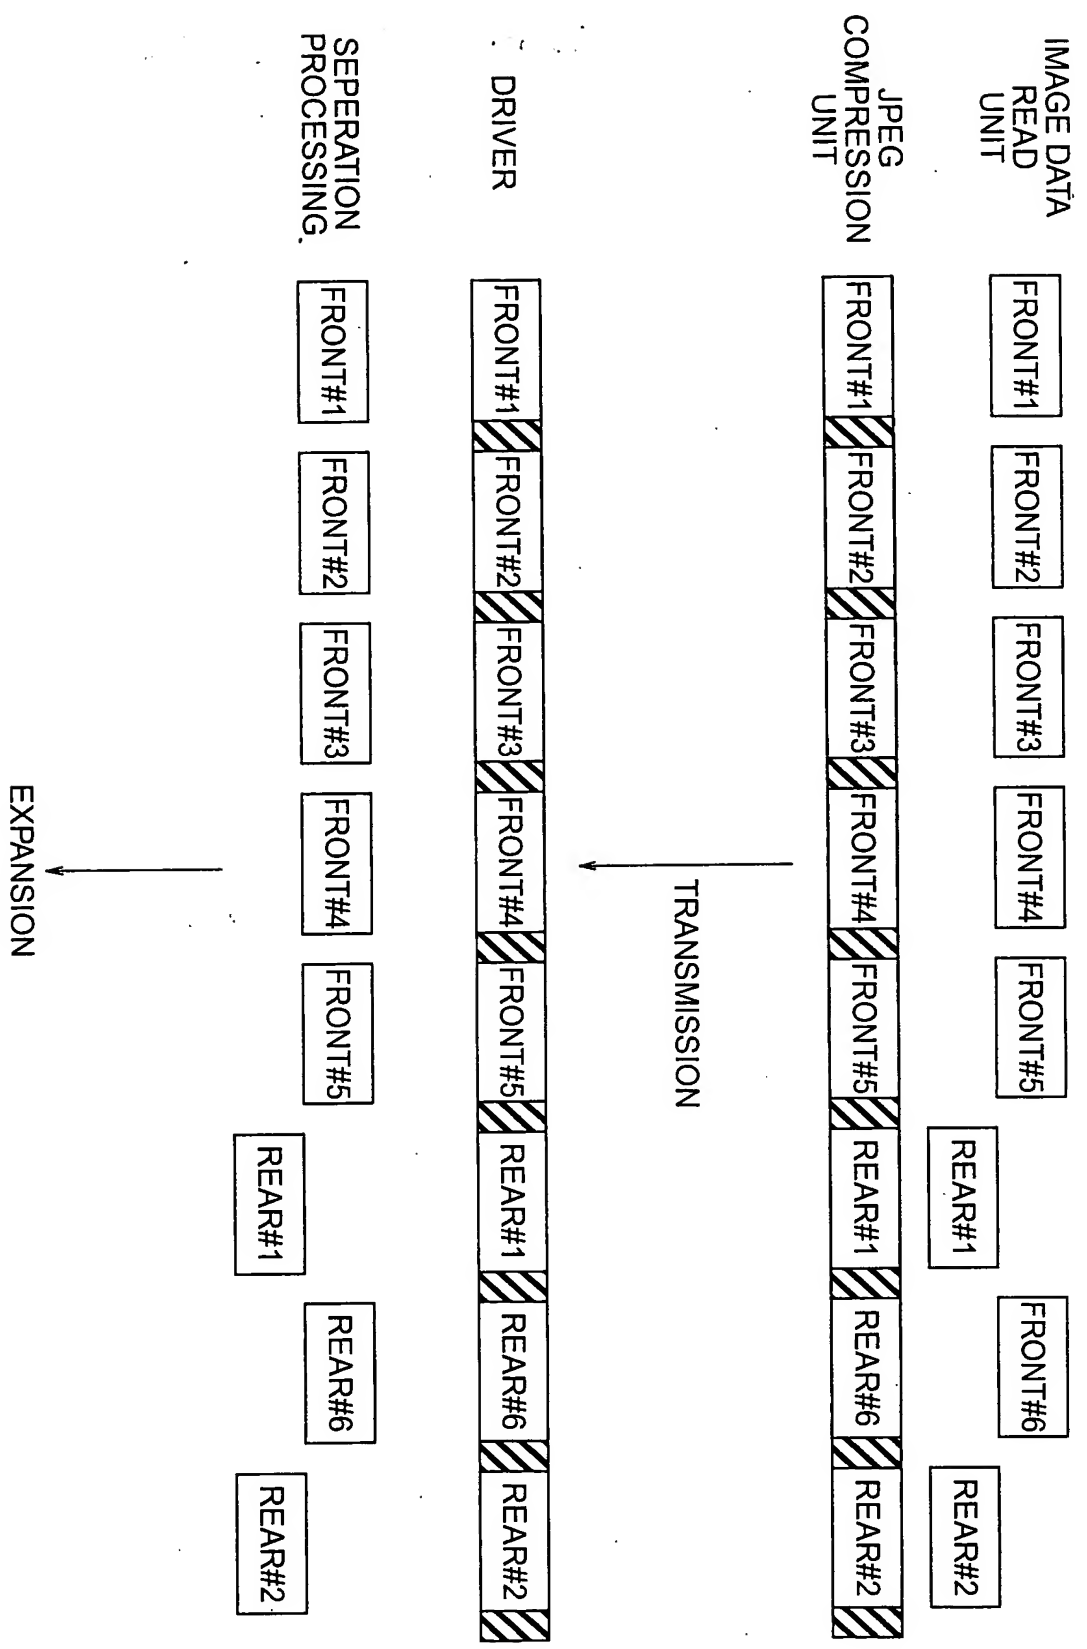 IMAGE DATA
READ
UNIT
FRONT#1
FRONT#2
FRONT#3
FRONT#4
FRONT#5
REAR#1
FRONT#6
REAR#2
JPEG
COMPRESSION
UNIT
FRONT#1
FRONT#2
FRONT#3
FRONT#4
FRONT#5
REAR#1
REAR#6
REAR#2
TRANSMISSION
DRIVER
FRONT#1
FRONT#2
FRONT#3
FRONT#4
FRONT#5
REAR#1
REAR#6
REAR#2
SEPERATION
PROCESSING.
FRONT#1
FRONT#2
FRONT#3
FRONT#4
FRONT#5
REAR#1
REAR#6
REAR#2
EXPANSION